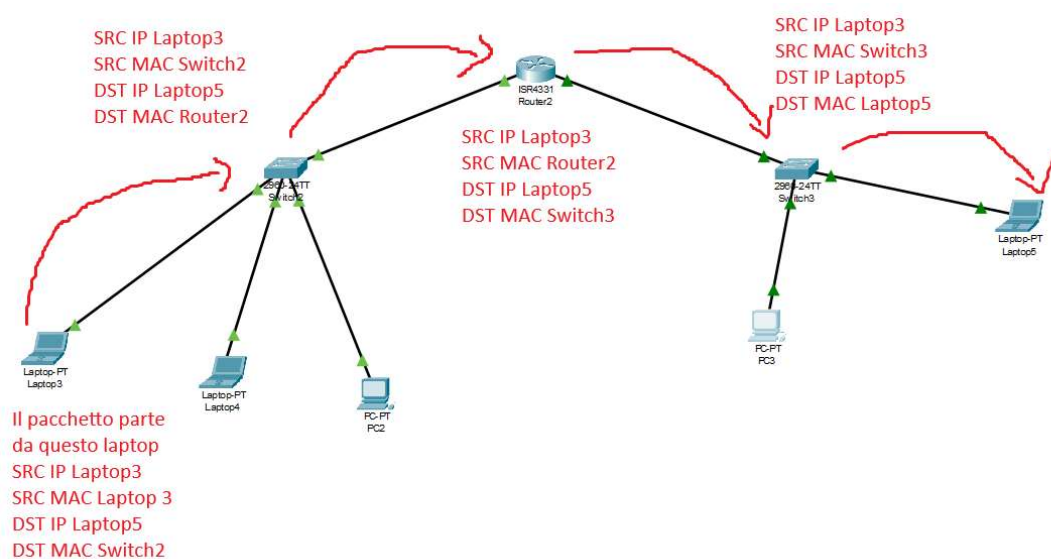 SRC IP Laptop3
SRC MAC Switch2
DST IP Laptop5
DST MAC Router2
ISR4331
Router2
SRC IP Laptop3
SRC MAC Switch3
DST IP Laptop5
DST MAC Laptop5
SRC IP Laptop3
SRC MAC Router2
DST IP Laptop5
DST MAC Switch3
2960-24TT
Switch2
2960-24TT
Switch3
Laptop-PT
Laptop5
Laptop-PT
Laptop3
Laptop-PT
Laptop4
PC-PT
PC2
PC-PT
PC3
Il pacchetto parte
da questo laptop
SRC IP Laptop3
SRC MAC Laptop 3
DST IP Laptop5
DST MAC Switch2